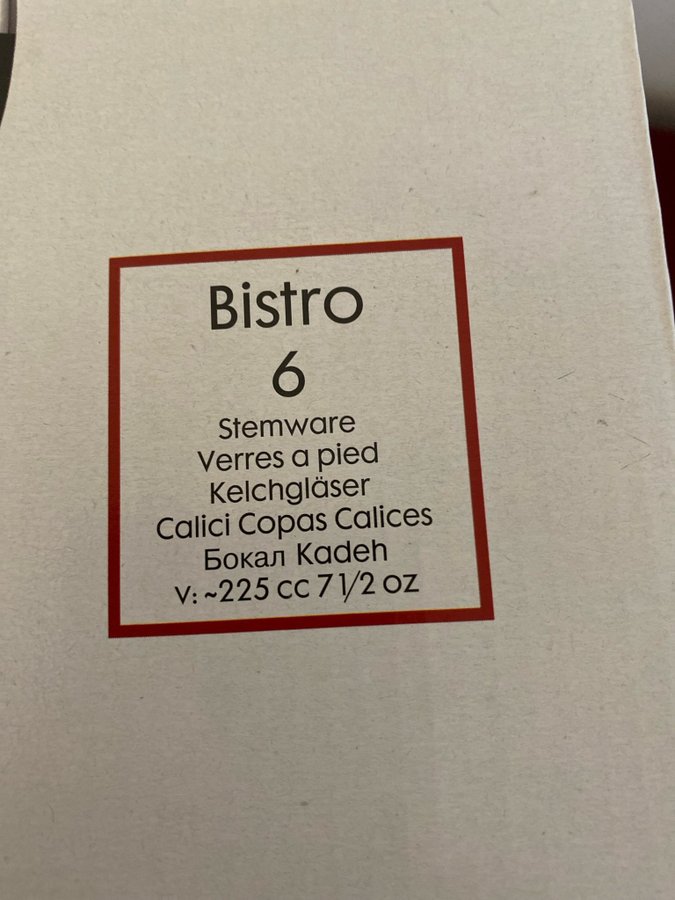 Bistro
6
Stemware
Verres a pied
Kelchgläser
Calici Copas Calices
Бокал Kadeh
V: ~225 cc 7 1/2 oz